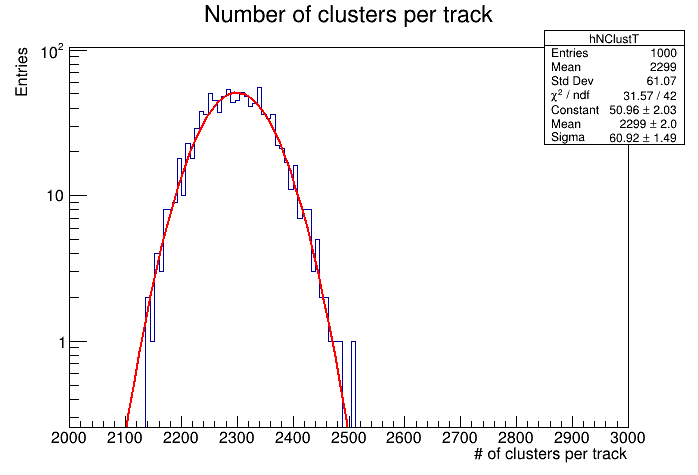 Number of clusters per track
Entries
10²
10
1
hNClustT
Entries 1000
Mean 2299
Std Dev 61.07
χ² / ndf 31.57 / 42
Constant 50.96 ± 2.03
Mean 2299 ± 2.0
Sigma 60.92 ± 1.49
2000 2100 2200 2300 2400 2500 2600 2700 2800 2900 3000
# of clusters per track